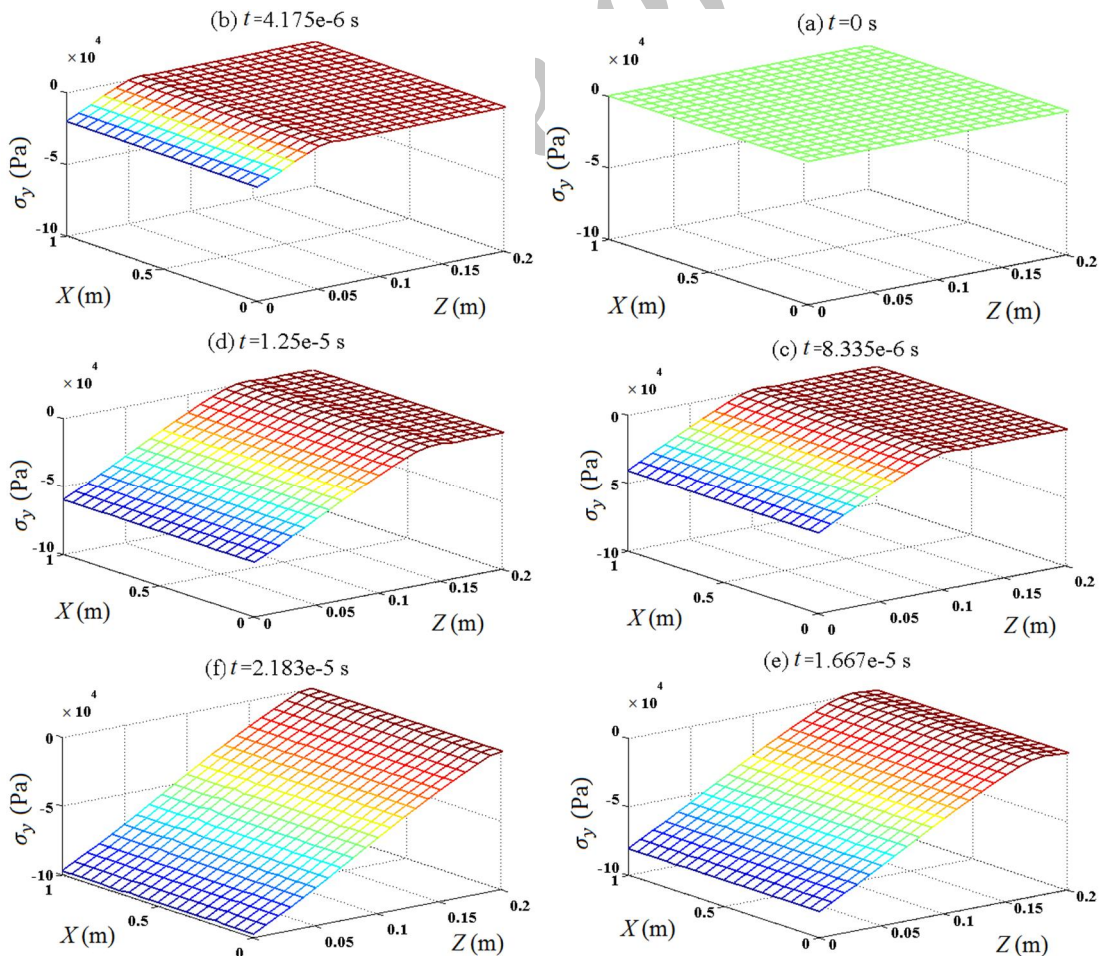 (b) t=4.175e-6 s
× 10 4
0
-5
-10
1
0.5
0
0
0.05
0.1
0.15
0.2
σy (Pa)
X (m)
Z (m)
(a) t=0 s
× 10 4
0
-5
-10
1
0.5
0
0
0.05
0.1
0.15
0.2
σy (Pa)
X (m)
Z (m)
(d) t=1.25e-5 s
× 10 4
0
-5
-10
1
0.5
0
0
0.05
0.1
0.15
0.2
σy (Pa)
X (m)
Z (m)
(c) t=8.335e-6 s
× 10 4
0
-5
-10
1
0.5
0
0
0.05
0.1
0.15
0.2
σy (Pa)
X (m)
Z (m)
(f) t=2.183e-5 s
× 10 4
0
-5
-10
1
0.5
0
0
0.05
0.1
0.15
0.2
σy (Pa)
X (m)
Z (m)
(e) t=1.667e-5 s
× 10 4
0
-5
-10
1
0.5
0
0
0.05
0.1
0.15
0.2
σy (Pa)
X (m)
Z (m)